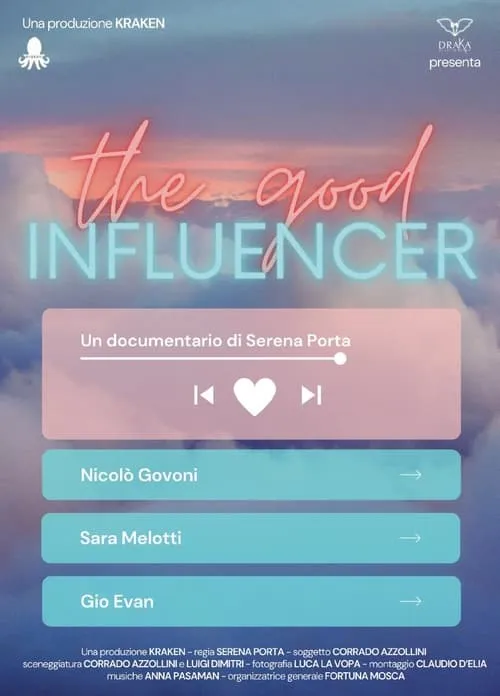 Una produzione KRAKEN
DRAKA
presenta
the good
INFLUENCER
Un documentario di Serena Porta
Nicolò Govoni
Sara Melotti
Gio Evan
Una produzione KRAKEN - regia SERENA PORTA - soggetto CORRADO AZZOLLINI
sceneggiatura CORRADO AZZOLLINI e LUIGI DIMITRI - fotografia LUCA LA VOPA - montaggio CLAUDIO D'ELIA
musiche ANNA PASAMAN - organizzatrice generale FORTUNA MOSCA